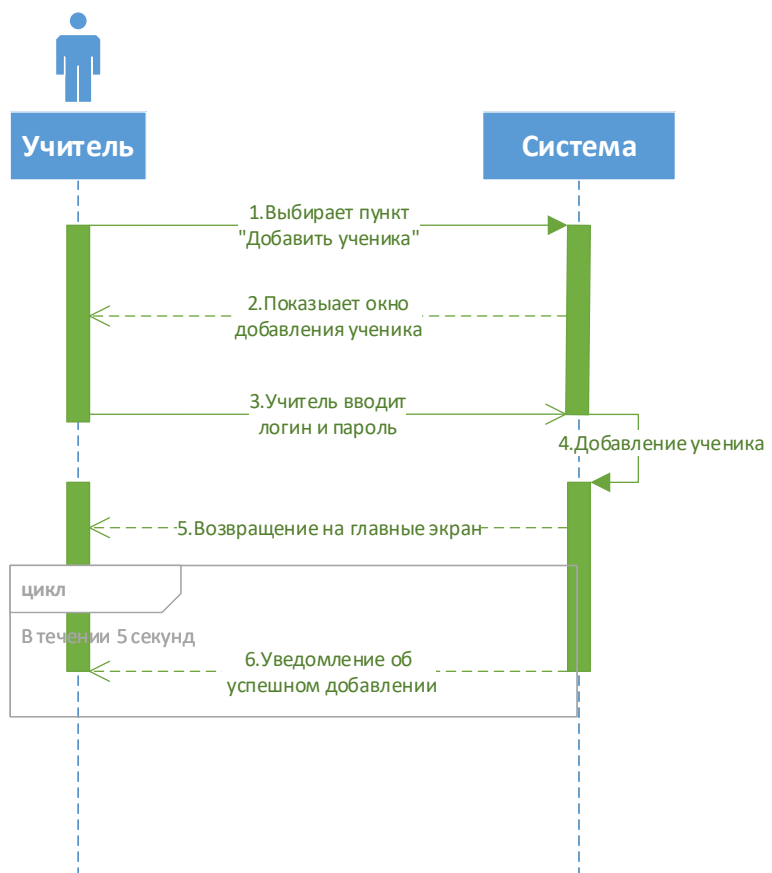 Учитель
Система
1.Выбирает пункт
"Добавить ученика"
2.Показыает окно
добавления ученика
3.Учитель вводит
логин и пароль
4.Добавление ученика
5.Возвращение на главные экран
цикл
В течении 5 секунд
6.Уведомление об
успешном добавлении